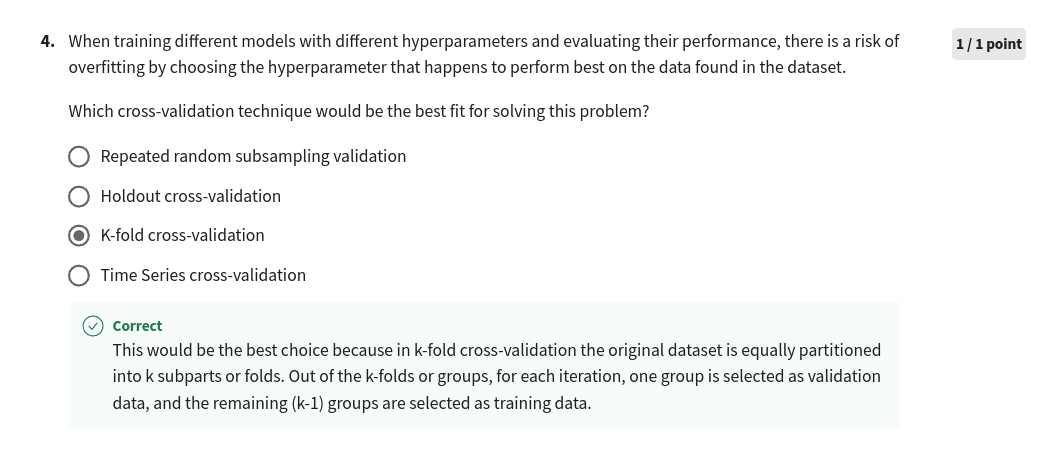 4. When training different models with different hyperparameters and evaluating their performance, there is a risk of
1 / 1 point
overfitting by choosing the hyperparameter that happens to perform best on the data found in the dataset.
Which cross-validation technique would be the best fit for solving this problem?
Repeated random subsampling validation
Holdout cross-validation
K-fold cross-validation
Time Series cross-validation
Correct
This would be the best choice because in k-fold cross-validation the original dataset is equally partitioned
into k subparts or folds. Out of the k-folds or groups, for each iteration, one group is selected as validation
data, and the remaining (k-1) groups are selected as training data.